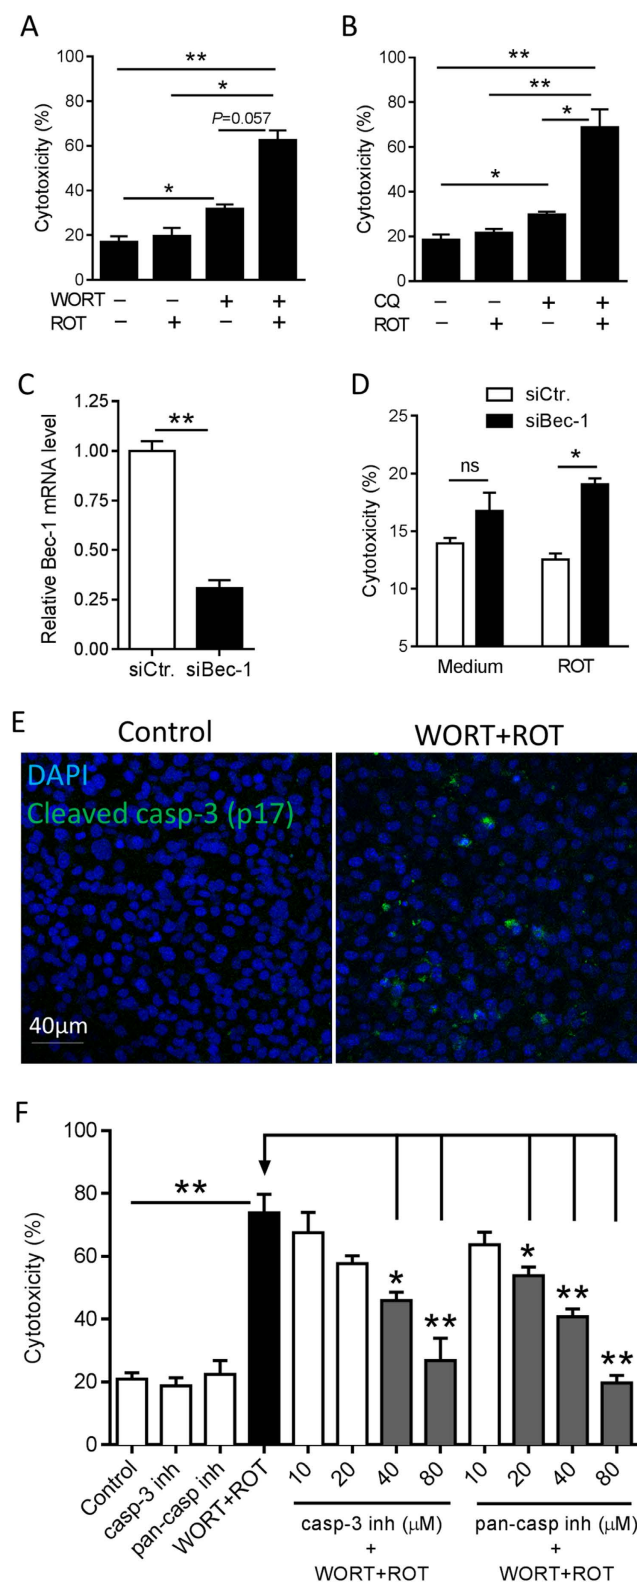 A
100
80
60
40
20
0
Cytotoxicity (%)
**
*
P=0.057
*
WORT – – + +
ROT – + – +
B
100
80
60
40
20
0
Cytotoxicity (%)
**
**
*
*
CQ – – + +
ROT – + – +
C
1.25
1.00
0.75
0.50
0.25
0.00
Relative Bec-1 mRNA level
**
siCtr. siBec-1
D
siCtr.
siBec-1
25
20
15
13
5
Cytotoxicity (%)
ns
*
Medium ROT
E
Control WORT+ROT
DAPI
Cleaved casp-3 (p17)
40μm
F
100
80
60
40
20
0
Cytotoxicity (%)
**
*
**
*
**
**
Control
casp-3 inh
pan-casp inh
WORT+ROT
10 20 40 80 10 20 40 80
casp-3 inh (μM) pan-casp inh (μM)
+ +
WORT+ROT WORT+ROT